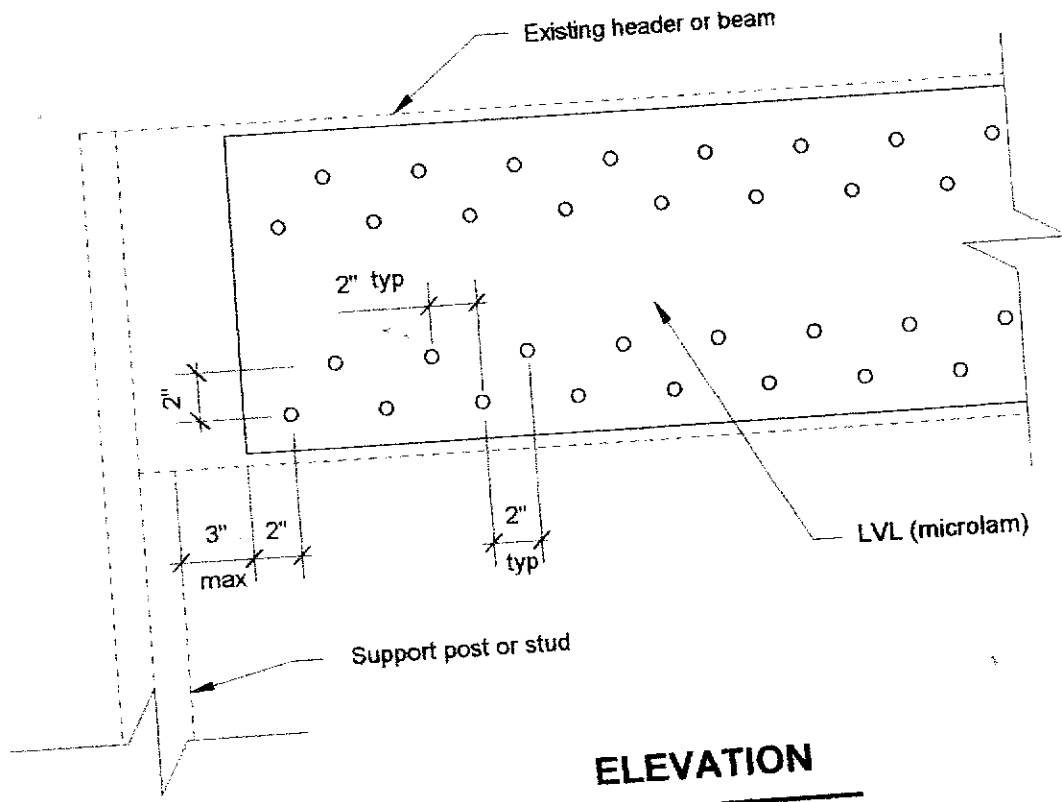 Existing header or beam
2" typ
2"
3"
max
2"
2"
typ
LVL (microlam)
Support post or stud
ELEVATION